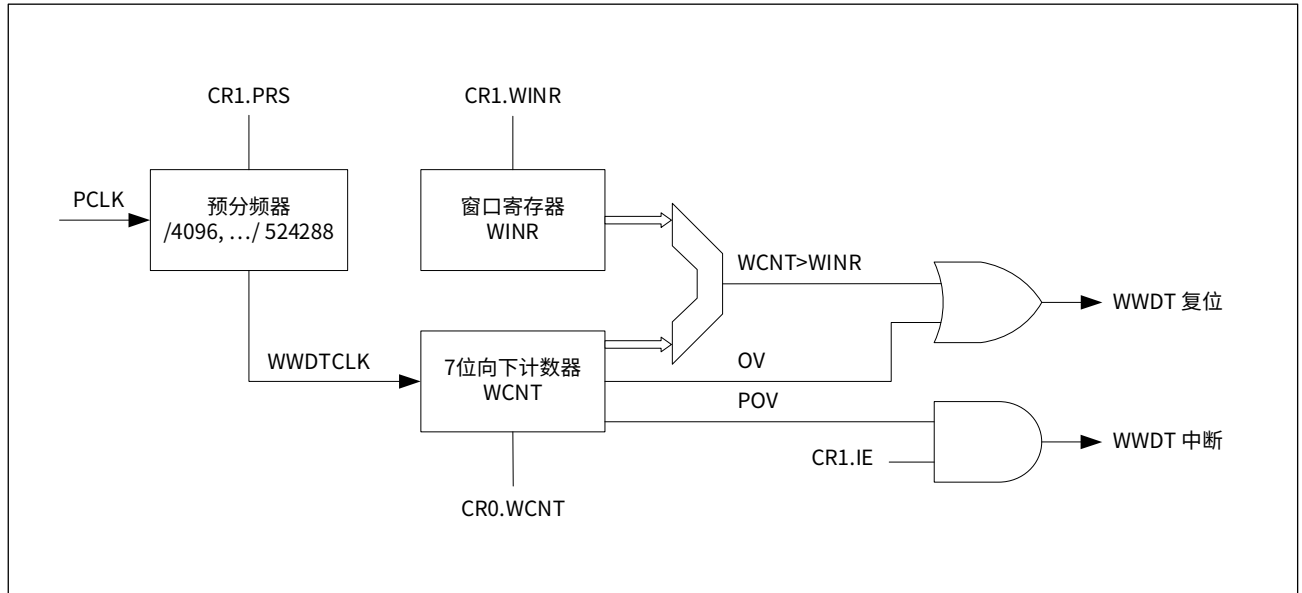 CR1.PRS
CR1.WINR
PCLK
预分频器
/4096, …/ 524288
窗口寄存器
WINR
WCNT>WINR
WWDT 复位
WWDTCLK
7位向下计数器
WCNT
OV
POV
CR1.IE
WWDT 中断
CR0.WCNT